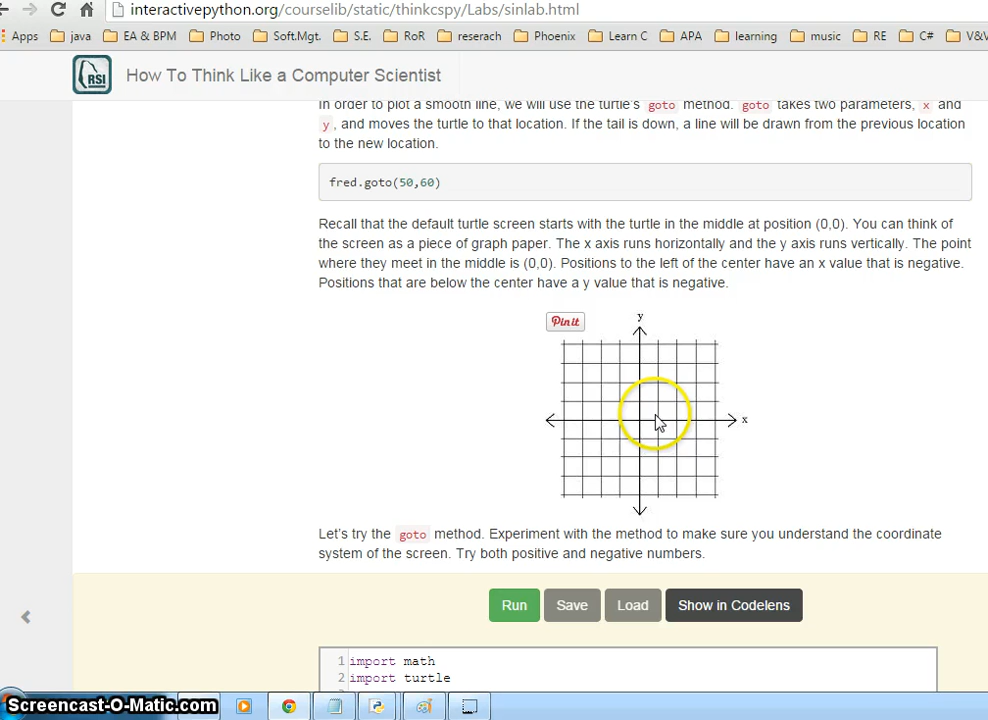 interactivepython.org/courselib/static/thinkcspy/Labs/sinlab.html
Apps java EA & BPM Photo Soft.Mgt. S.E. RoR reserach Phoenix Learn C APA learning music RE C# V&V
RSI How To Think Like a Computer Scientist
In order to plot a smooth line, we will use the turtle's goto method. goto takes two parameters, x and
y, and moves the turtle to that location. If the tail is down, a line will be drawn from the previous location
to the new location.
fred.goto(50,60)
Recall that the default turtle screen starts with the turtle in the middle at position (0,0). You can think of
the screen as a piece of graph paper. The x axis runs horizontally and the y axis runs vertically. The point
where they meet in the middle is (0,0). Positions to the left of the center have an x value that is negative.
Positions that are below the center have a y value that is negative.
y
Pinit
x
Let's try the goto method. Experiment with the method to make sure you understand the coordinate
system of the screen. Try both positive and negative numbers.
Run Save Load Show in Codelens
1 import math
2 import turtle
Screencast-O-Matic.com